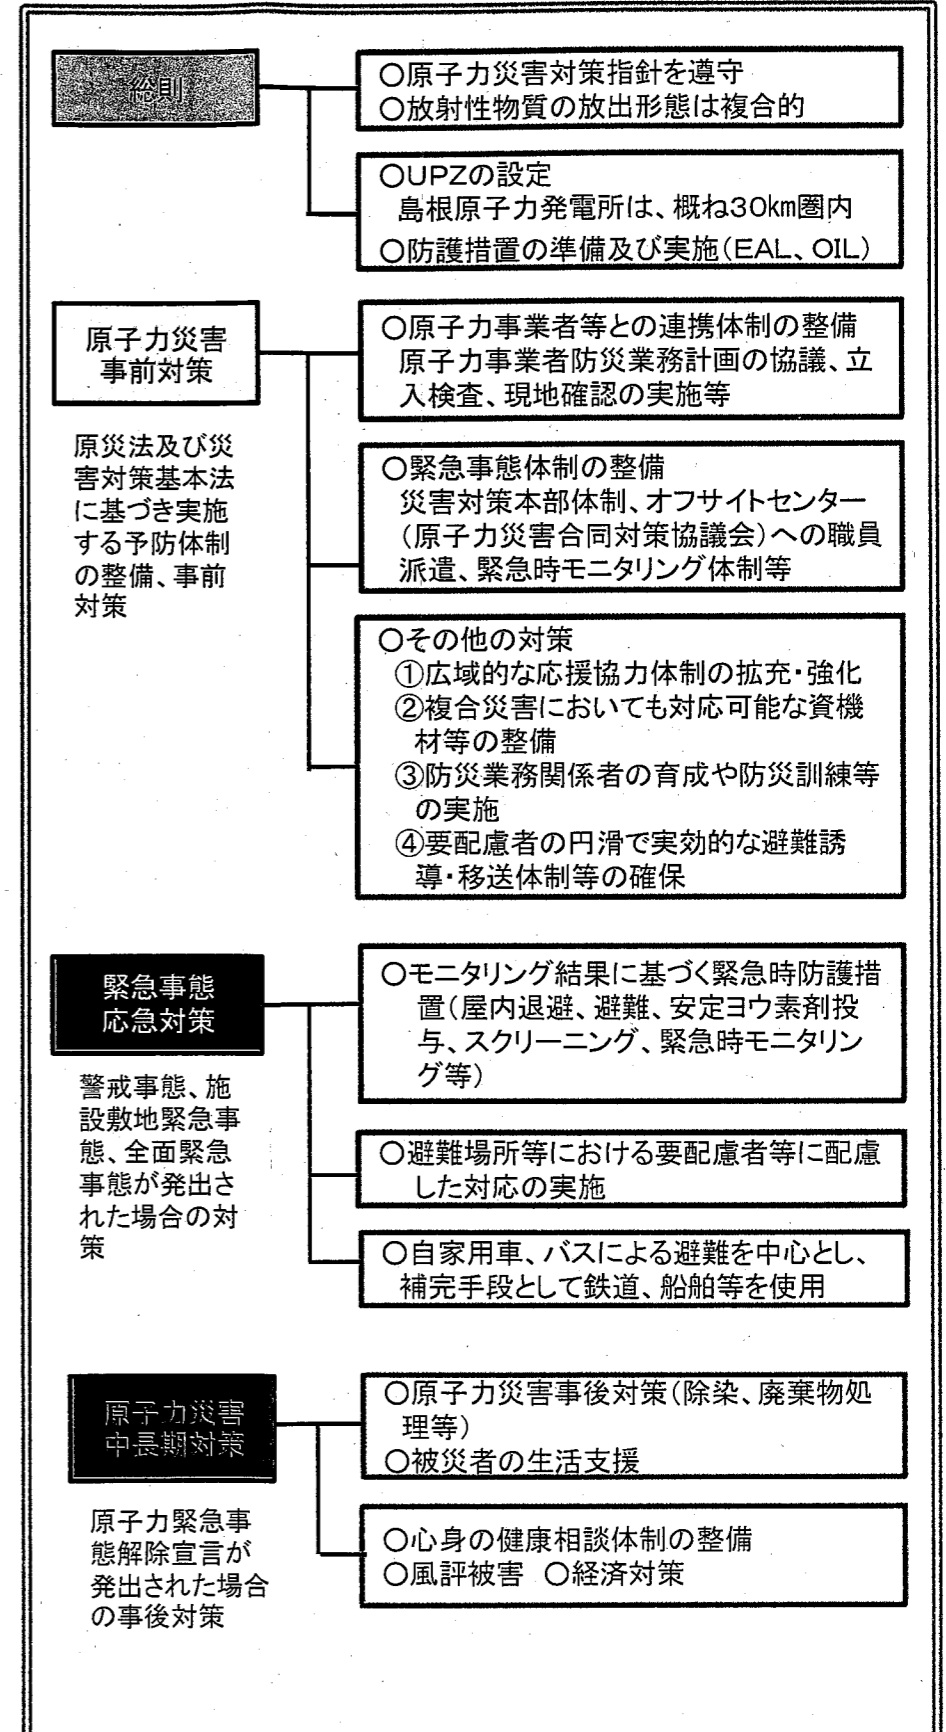 総則
○原子力災害対策指針を遵守
○放射性物質の放出形態は複合的
○UPZの設定
島根原子力発電所は、概ね30km圏内
○防護措置の準備及び実施(EAL、OIL)
原子力災害
事前対策
原災法及び災
害対策基本法
に基づき実施
する予防体制
の整備、事前
対策
○原子力事業者等との連携体制の整備
原子力事業者防災業務計画の協議、立
入検査、現地確認の実施等
○緊急事態体制の整備
災害対策本部体制、オフサイトセンター
(原子力災害合同対策協議会)への職員
派遣、緊急時モニタリング体制等
○その他の対策
①広域的な応援協力体制の拡充・強化
②複合災害においても対応可能な資機
材等の整備
③防災業務関係者の育成や防災訓練等
の実施
④要配慮者の円滑で実効的な避難誘
導・移送体制等の確保
緊急事態
応急対策
警戒事態、施
設敷地緊急事
態、全面緊急
事態が発出さ
れた場合の対
策
○モニタリング結果に基づく緊急時防護措
置(屋内退避、避難、安定ヨウ素剤投
与、スクリーニング、緊急時モニタリン
グ等)
○避難場所等における要配慮者等に配慮
した対応の実施
○自家用車、バスによる避難を中心とし、
補完手段として鉄道、船舶等を使用
原子力災害
中長期対策
原子力緊急事
態解除宣言が
発出された場合
の事後対策
○原子力災害事後対策(除染、廃棄物処
理等)
○被災者の生活支援
○心身の健康相談体制の整備
○風評被害 ○経済対策